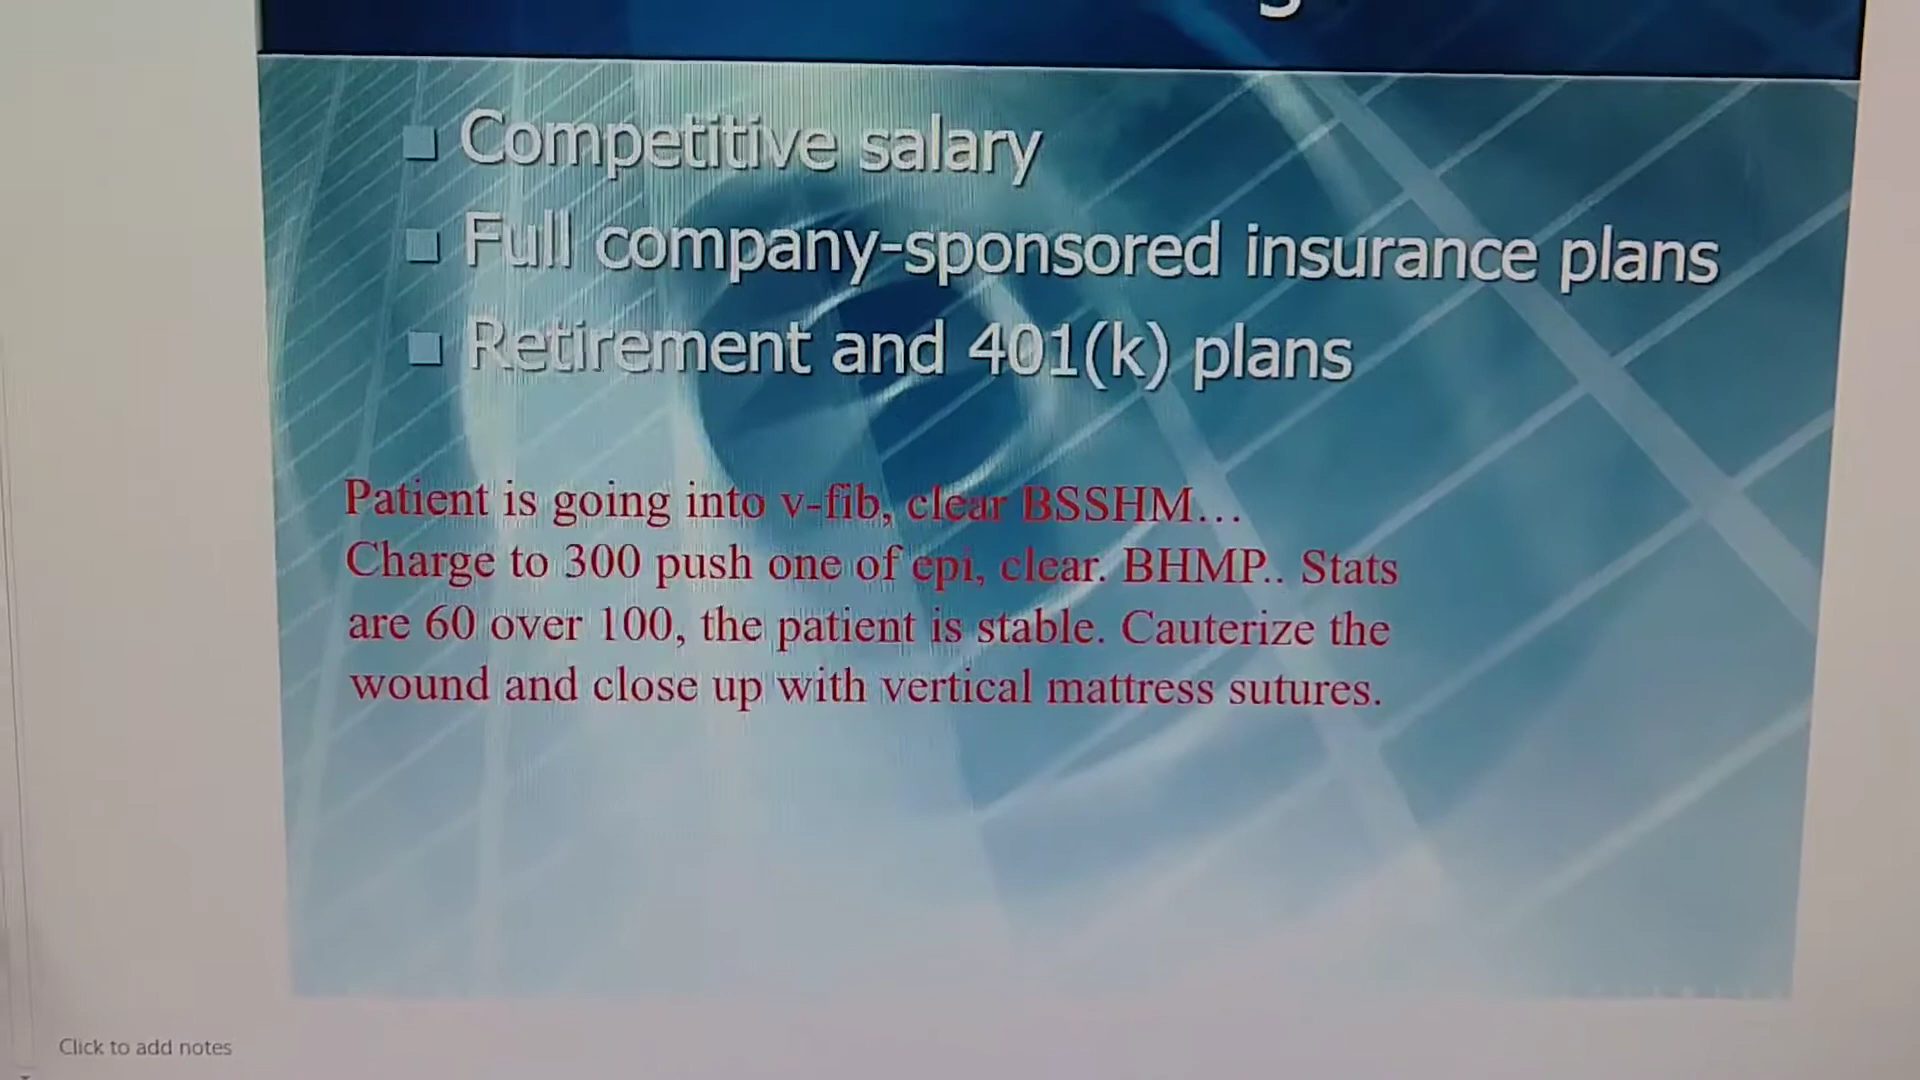 Competitive salary
Full company-sponsored insurance plans
Retirement and 401(k) plans
Patient is going into v-fib, clear BSSHM...
Charge to 300 push one of epi, clear. BHMP.. Stats
are 60 over 100, the patient is stable. Cauterize the
wound and close up with vertical mattress sutures.
Click to add notes